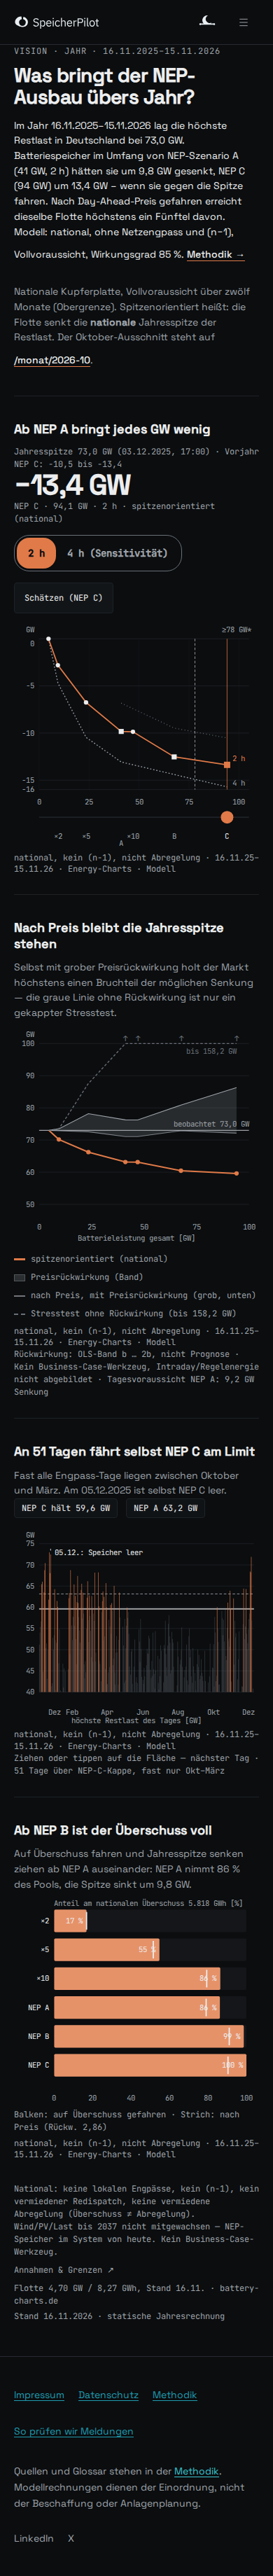 SpeicherPilot
VISION · JAHR · 16.11.2025–15.11.2026
Was bringt der NEP-
Ausbau übers Jahr?
Im Jahr 16.11.2025–15.11.2026 lag die höchste
Restlast in Deutschland bei 73,0 GW.
Batteriespeicher im Umfang von NEP-Szenario A
(41 GW, 2 h) hätten sie um 9,8 GW gesenkt, NEP C
(94 GW) um 13,4 GW – wenn sie gegen die Spitze
fahren. Nach Day-Ahead-Preis gefahren erreicht
dieselbe Flotte höchstens ein Fünftel davon.
Modell: national, ohne Netzengpass und (n−1),
Vollvoraussicht, Wirkungsgrad 85 %. Methodik →
Nationale Kupferplatte, Vollvoraussicht über zwölf
Monate (Obergrenze). Spitzenorientiert heißt: die
Flotte senkt die nationale Jahresspitze der
Restlast. Der Oktober-Ausschnitt steht auf
/monat/2026-10.
Ab NEP A bringt jedes GW wenig
Jahresspitze 73,0 GW (03.12.2025, 17:00) · Vorjahr
NEP C: -10,5 bis -13,4
−13,4 GW
NEP C · 94,1 GW · 2 h · spitzenorientiert
(national)
2 h 4 h (Sensitivität)
Schätzen (NEP C)
GW ≥78 GW*
0
-5
-10
-15
-16
2 h
4 h
0 25 50 75 100
×2 ×5 ×10 B C
A
national, kein (n-1), nicht Abregelung · 16.11.25–
15.11.26 · Energy-Charts · Modell
Nach Preis bleibt die Jahresspitze
stehen
Selbst mit grober Preisrückwirkung holt der Markt
höchstens einen Bruchteil der möglichen Senkung
— die graue Linie ohne Rückwirkung ist nur ein
gekappter Stresstest.
GW
100
bis 158,2 GW
90
80
beobachtet 73,0 GW
70
60
50
0 25 50 75 100
Batterieleistung gesamt [GW]
spitzenorientiert (national)
Preisrückwirkung (Band)
nach Preis, mit Preisrückwirkung (grob, unten)
Stresstest ohne Rückwirkung (bis 158,2 GW)
national, kein (n-1), nicht Abregelung · 16.11.25–
15.11.26 · Energy-Charts · Modell
Rückwirkung: OLS-Band b … 2b, nicht Prognose ·
Kein Business-Case-Werkzeug, Intraday/Regelenergie
nicht abgebildet · Tagesvoraussicht NEP A: 9,2 GW
Senkung
An 51 Tagen fährt selbst NEP C am Limit
Fast alle Engpass-Tage liegen zwischen Oktober
und März. Am 05.12.2025 ist selbst NEP C leer.
NEP C hält 59,6 GW NEP A 63,2 GW
GW
75
05.12.: Speicher leer
70
65
60
55
50
45
40
Dez Feb Apr Jun Aug Okt Dez
höchste Restlast des Tages [GW]
national, kein (n-1), nicht Abregelung · 16.11.25–
15.11.26 · Energy-Charts · Modell
Ziehen oder tippen auf die Fläche — nächster Tag ·
51 Tage über NEP-C-Kappe, fast nur Okt–März
Ab NEP B ist der Überschuss voll
Auf Überschuss fahren und Jahresspitze senken
ziehen ab NEP A auseinander: NEP A nimmt 86 %
des Pools, die Spitze sinkt um 9,8 GW.
Anteil am nationalen Überschuss 5.818 GWh [%]
×2 17 %
×5 55 %
×10 86 %
NEP A 86 %
NEP B 99 %
NEP C 100 %
0 20 40 60 80 100
Balken: auf Überschuss gefahren · Strich: nach
Preis (Rückw. 2,86)
national, kein (n-1), nicht Abregelung · 16.11.25–
15.11.26 · Energy-Charts · Modell
National: keine lokalen Engpässe, kein (n-1), kein
vermiedener Redispatch, keine vermiedene
Abregelung (Überschuss ≠ Abregelung).
Wind/PV/Last bis 2037 nicht mitgewachsen — NEP-
Speicher im System von heute. Kein Business-Case-
Werkzeug.
Annahmen & Grenzen ↗
Flotte 4,70 GW / 8,27 GWh, Stand 16.11. · battery-
charts.de
Stand 16.11.2026 · statische Jahresrechnung
Impressum Datenschutz Methodik
So prüfen wir Meldungen
Quellen und Glossar stehen in der Methodik.
Modellrechnungen dienen der Einordnung, nicht
der Beschaffung oder Anlagenplanung.
LinkedIn X